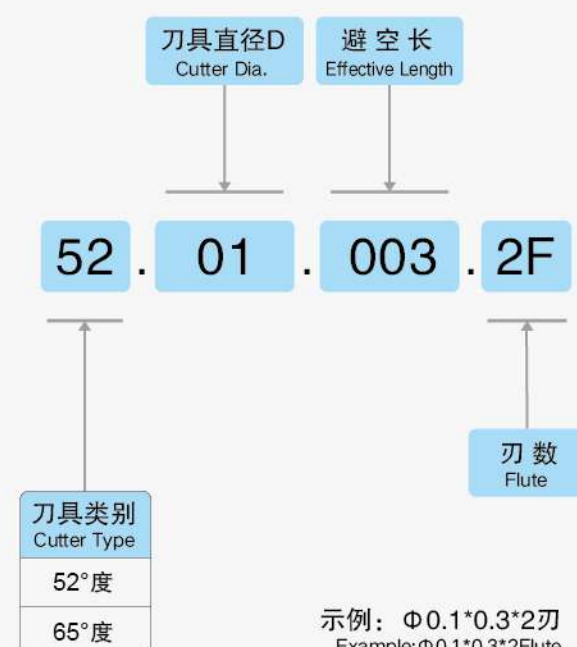 刀具直径D
Cutter Dia.
避空长
Effective Length
52 . 01 . 003 . 2F
刃数
Flute
刀具类别
Cutter Type
52°度
65°度
示例：Φ0.1*0.3*2刃
Example:Φ0.1*0.3*2Flute